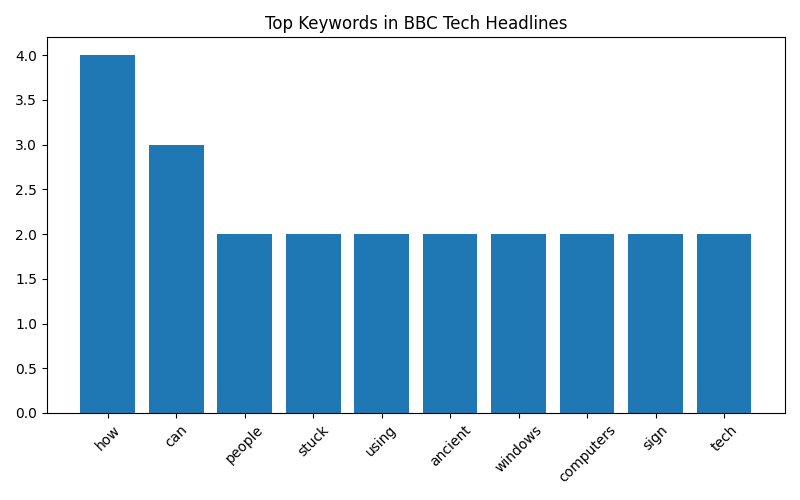 Top Keywords in BBC Tech Headlines
4.0
3.5
3.0
2.5
2.0
1.5
1.0
0.5
0.0
how
can
people
stuck
using
ancient
windows
computers
sign
tech